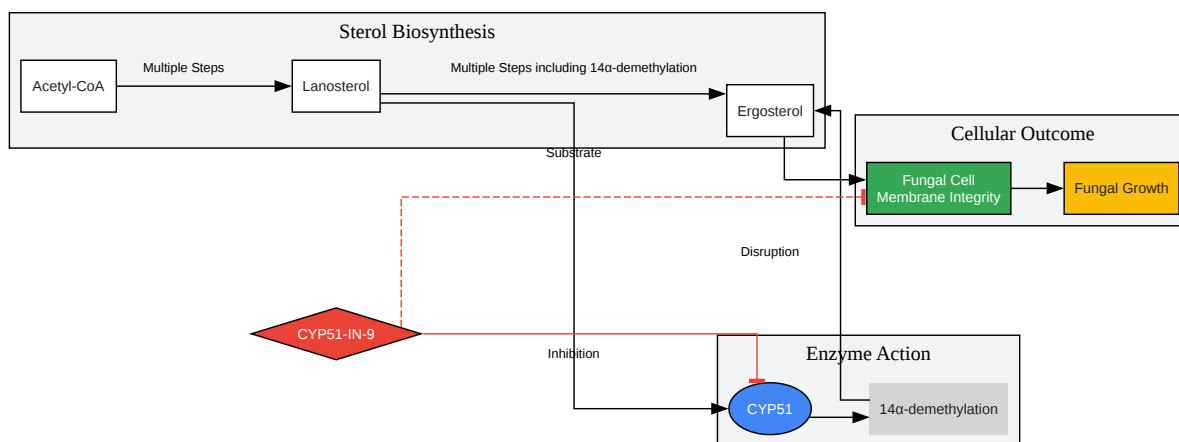 Sterol Biosynthesis
Acetyl-CoA
Multiple Steps
Lanosterol
Multiple Steps including 14α-demethylation
Ergosterol
Substrate
Cellular Outcome
Fungal Cell
Membrane Integrity
Fungal Growth
Disruption
CYP51-IN-9
Inhibition
Enzyme Action
CYP51
14α-demethylation